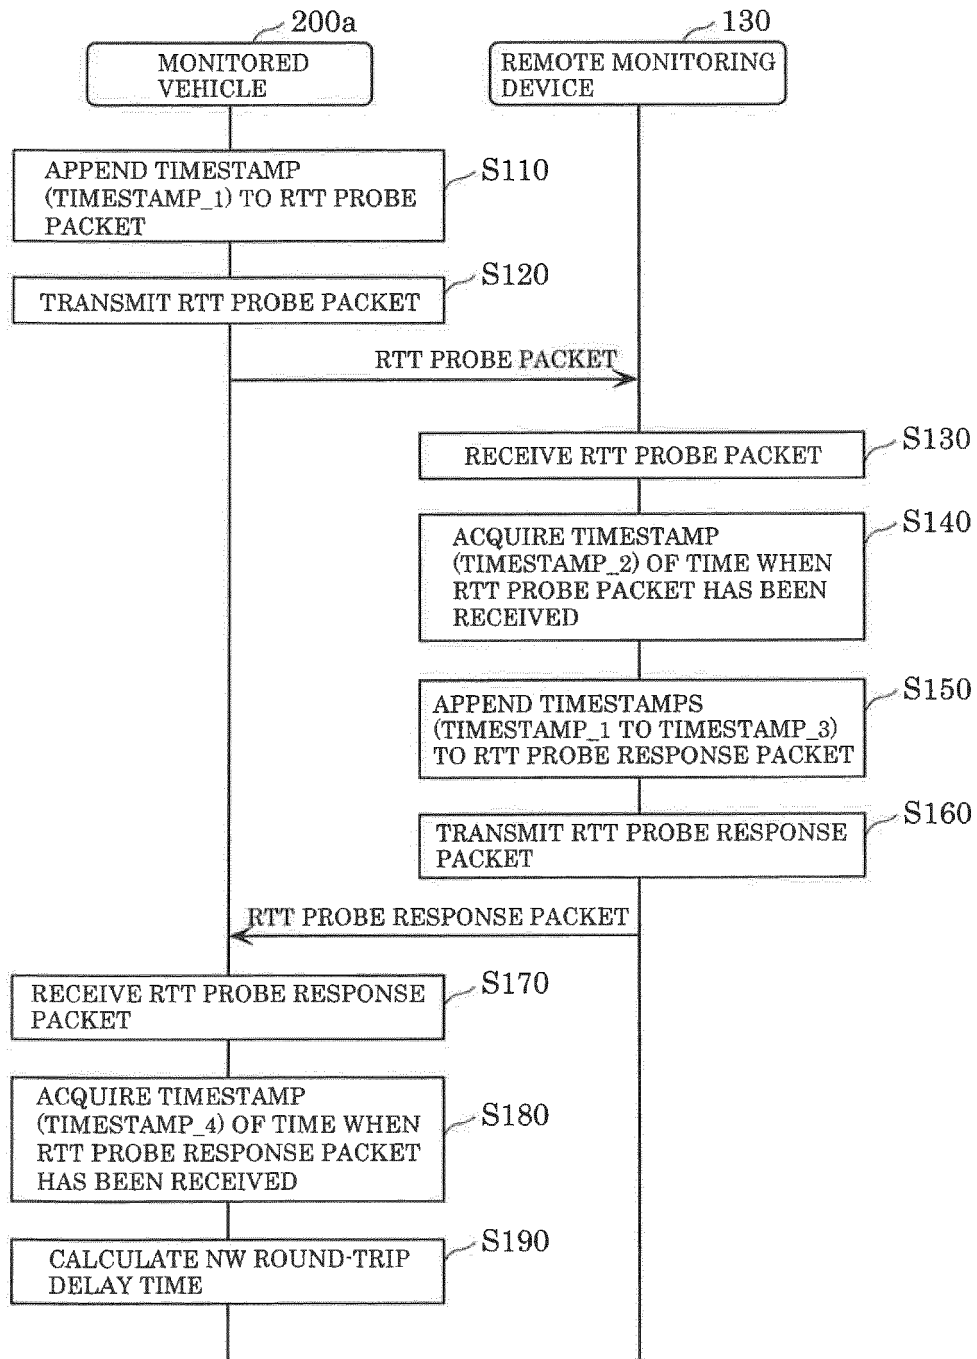 200a
130
MONITORED
VEHICLE
REMOTE MONITORING
DEVICE
APPEND TIMESTAMP
(TIMESTAMP_1) TO RTT PROBE
PACKET
S110
TRANSMIT RTT PROBE PACKET
S120
RTT PROBE PACKET
RECEIVE RTT PROBE PACKET
S130
ACQUIRE TIMESTAMP
(TIMESTAMP_2) OF TIME WHEN
RTT PROBE PACKET HAS BEEN
RECEIVED
S140
APPEND TIMESTAMPS
(TIMESTAMP_1 TO TIMESTAMP_3)
TO RTT PROBE RESPONSE PACKET
S150
TRANSMIT RTT PROBE RESPONSE
PACKET
S160
RTT PROBE RESPONSE PACKET
RECEIVE RTT PROBE RESPONSE
PACKET
S170
ACQUIRE TIMESTAMP
(TIMESTAMP_4) OF TIME WHEN
RTT PROBE RESPONSE PACKET
HAS BEEN RECEIVED
S180
CALCULATE NW ROUND-TRIP
DELAY TIME
S190